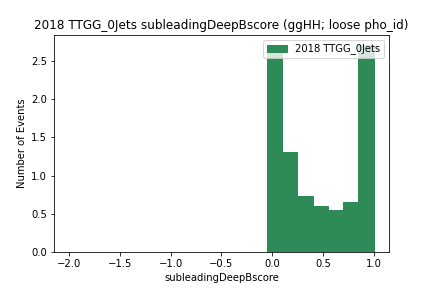 2018 TTGG_0Jets subleadingDeepBscore (ggHH; loose pho_id)
2018 TTGG_0Jets
Number of Events
2.5
2.0
1.5
1.0
0.5
0.0
−2.0 −1.5 −1.0 −0.5 0.0 0.5 1.0
subleadingDeepBscore